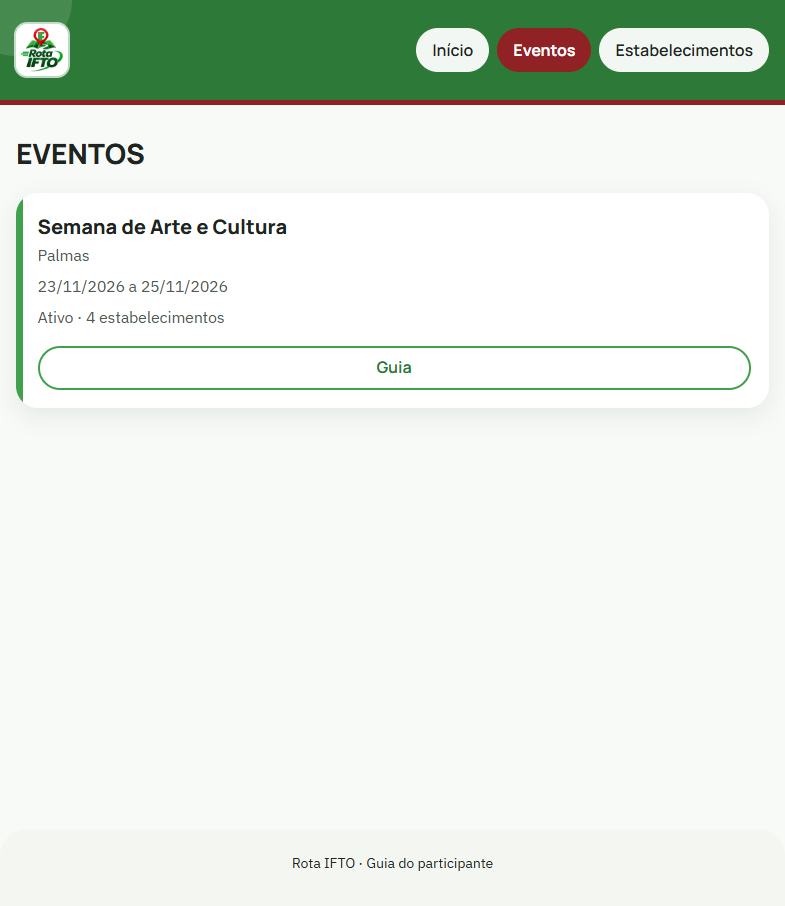 Rota
IFTO
Início
Eventos
Estabelecimentos
EVENTOS
Semana de Arte e Cultura
Palmas
23/11/2026 a 25/11/2026
Ativo · 4 estabelecimentos
Guia
Rota IFTO · Guia do participante